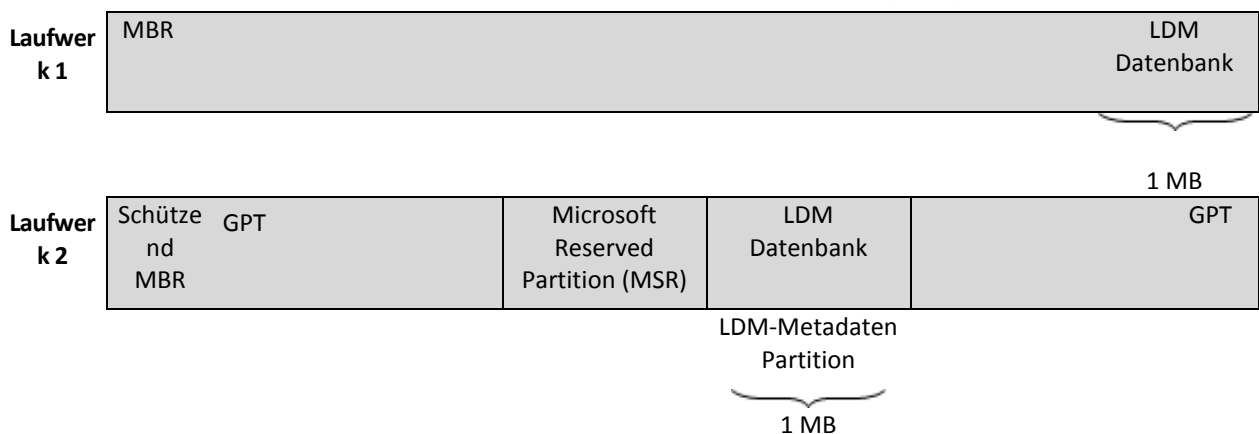 Laufwer
k 1
MBR
LDM
Datenbank
1 MB
Laufwer
k 2
Schütze
nd
MBR
GPT
Microsoft
Reserved
Partition (MSR)
LDM
Datenbank
GPT
LDM-Metadaten
Partition
1 MB